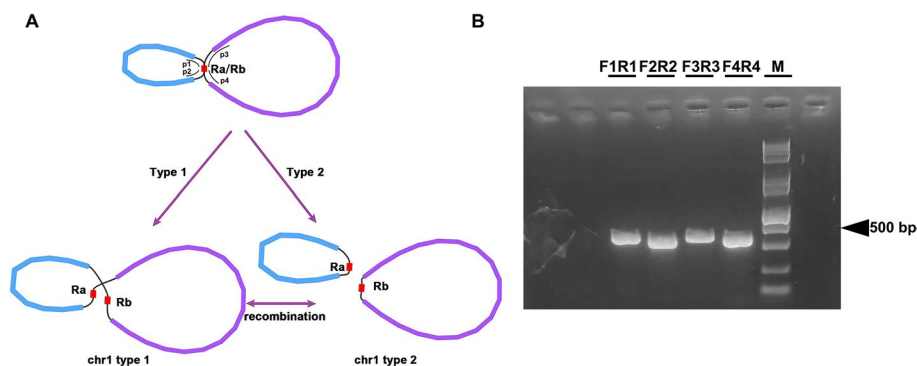 A
p1
p2
p3
Ra/Rb
p4
Type 1
Type 2
Ra
Rb
Ra
Rb
recombination
chr1 type 1
chr1 type 2
B
F1R1 F2R2 F3R3 F4R4 M
500 bp